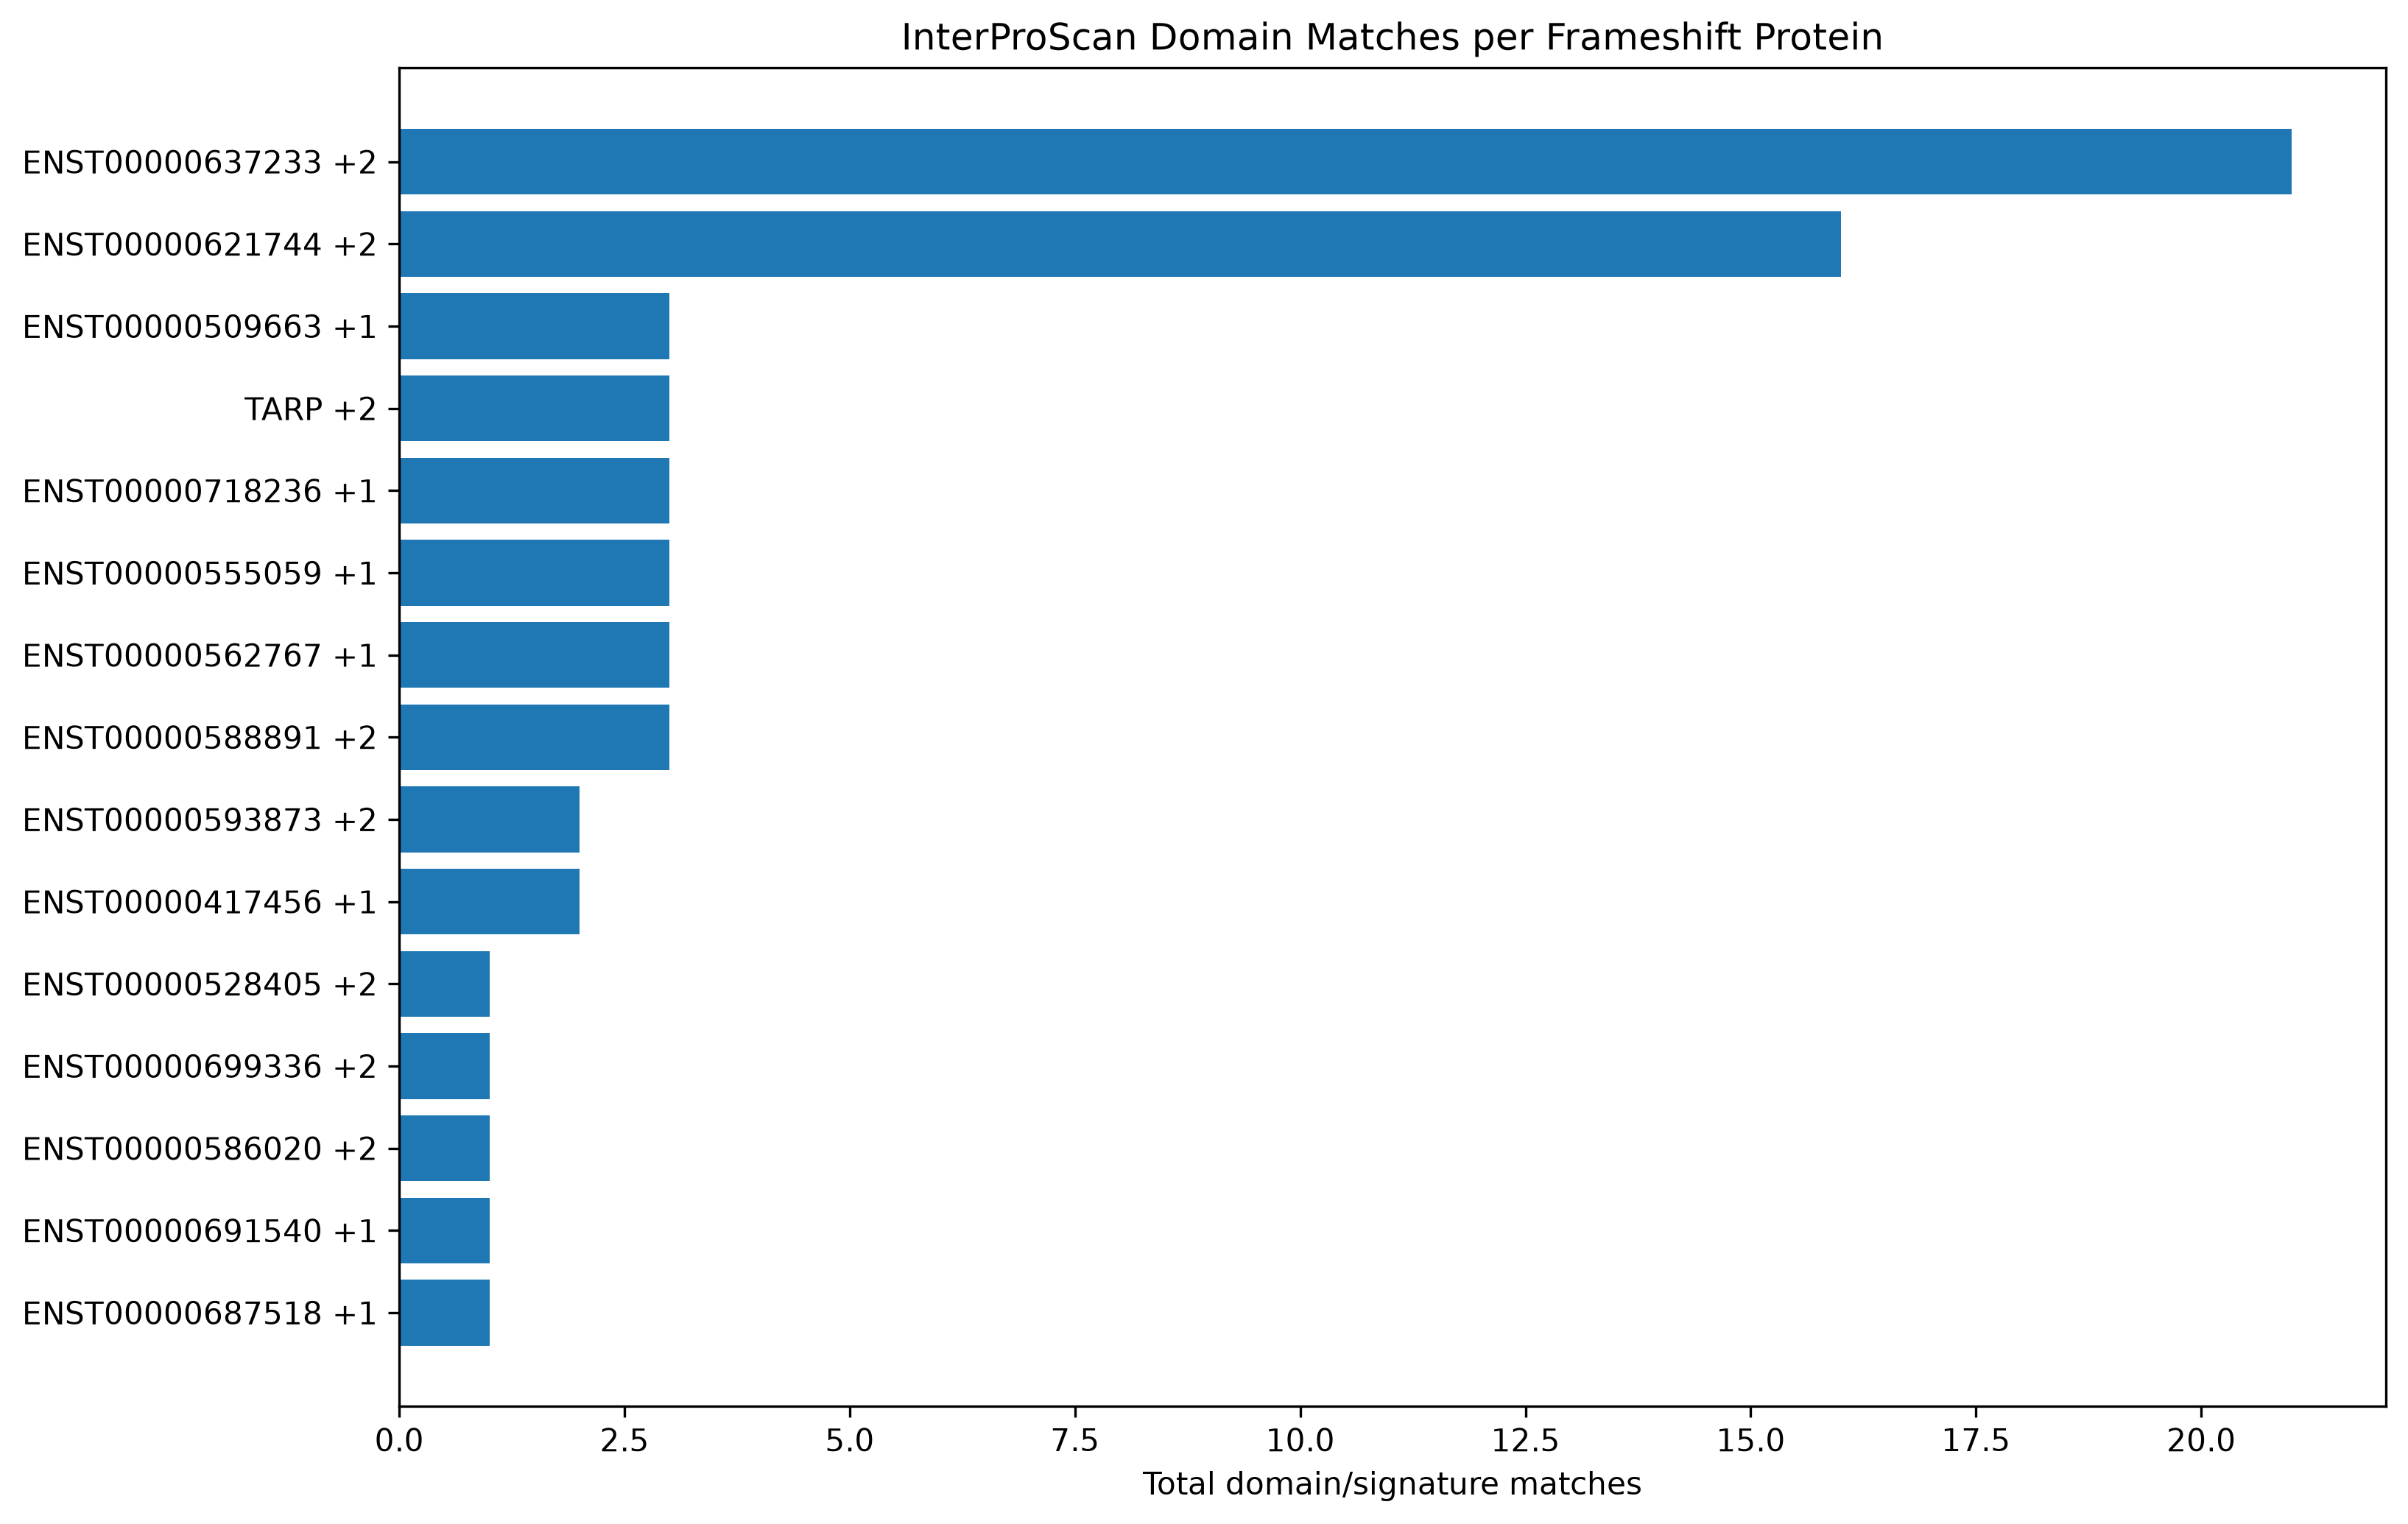 InterProScan Domain Matches per Frameshift Protein
ENST00000637233 +2
ENST00000621744 +2
ENST00000509663 +1
TARP +2
ENST00000718236 +1
ENST00000555059 +1
ENST00000562767 +1
ENST00000588891 +2
ENST00000593873 +2
ENST00000417456 +1
ENST00000528405 +2
ENST00000699336 +2
ENST00000586020 +2
ENST00000691540 +1
ENST00000687518 +1
0.0 2.5 5.0 7.5 10.0 12.5 15.0 17.5 20.0
Total domain/signature matches